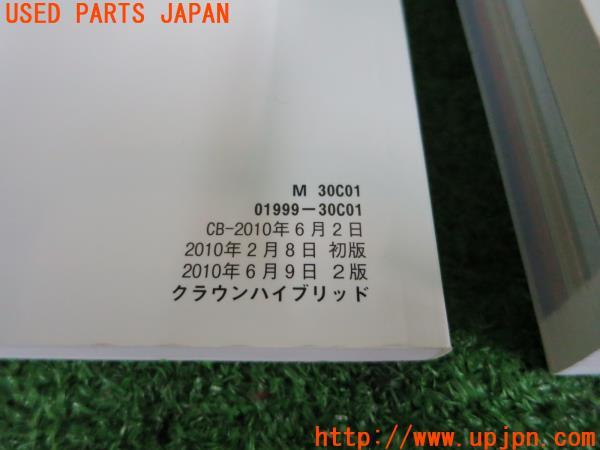 USED PARTS JAPAN
M 30C01
01999-30C01
CB-2010年6月2日
2010年2月8日 初版
2010年6月9日 2版
クラウンハイブリッド
http://www.upjpn.com